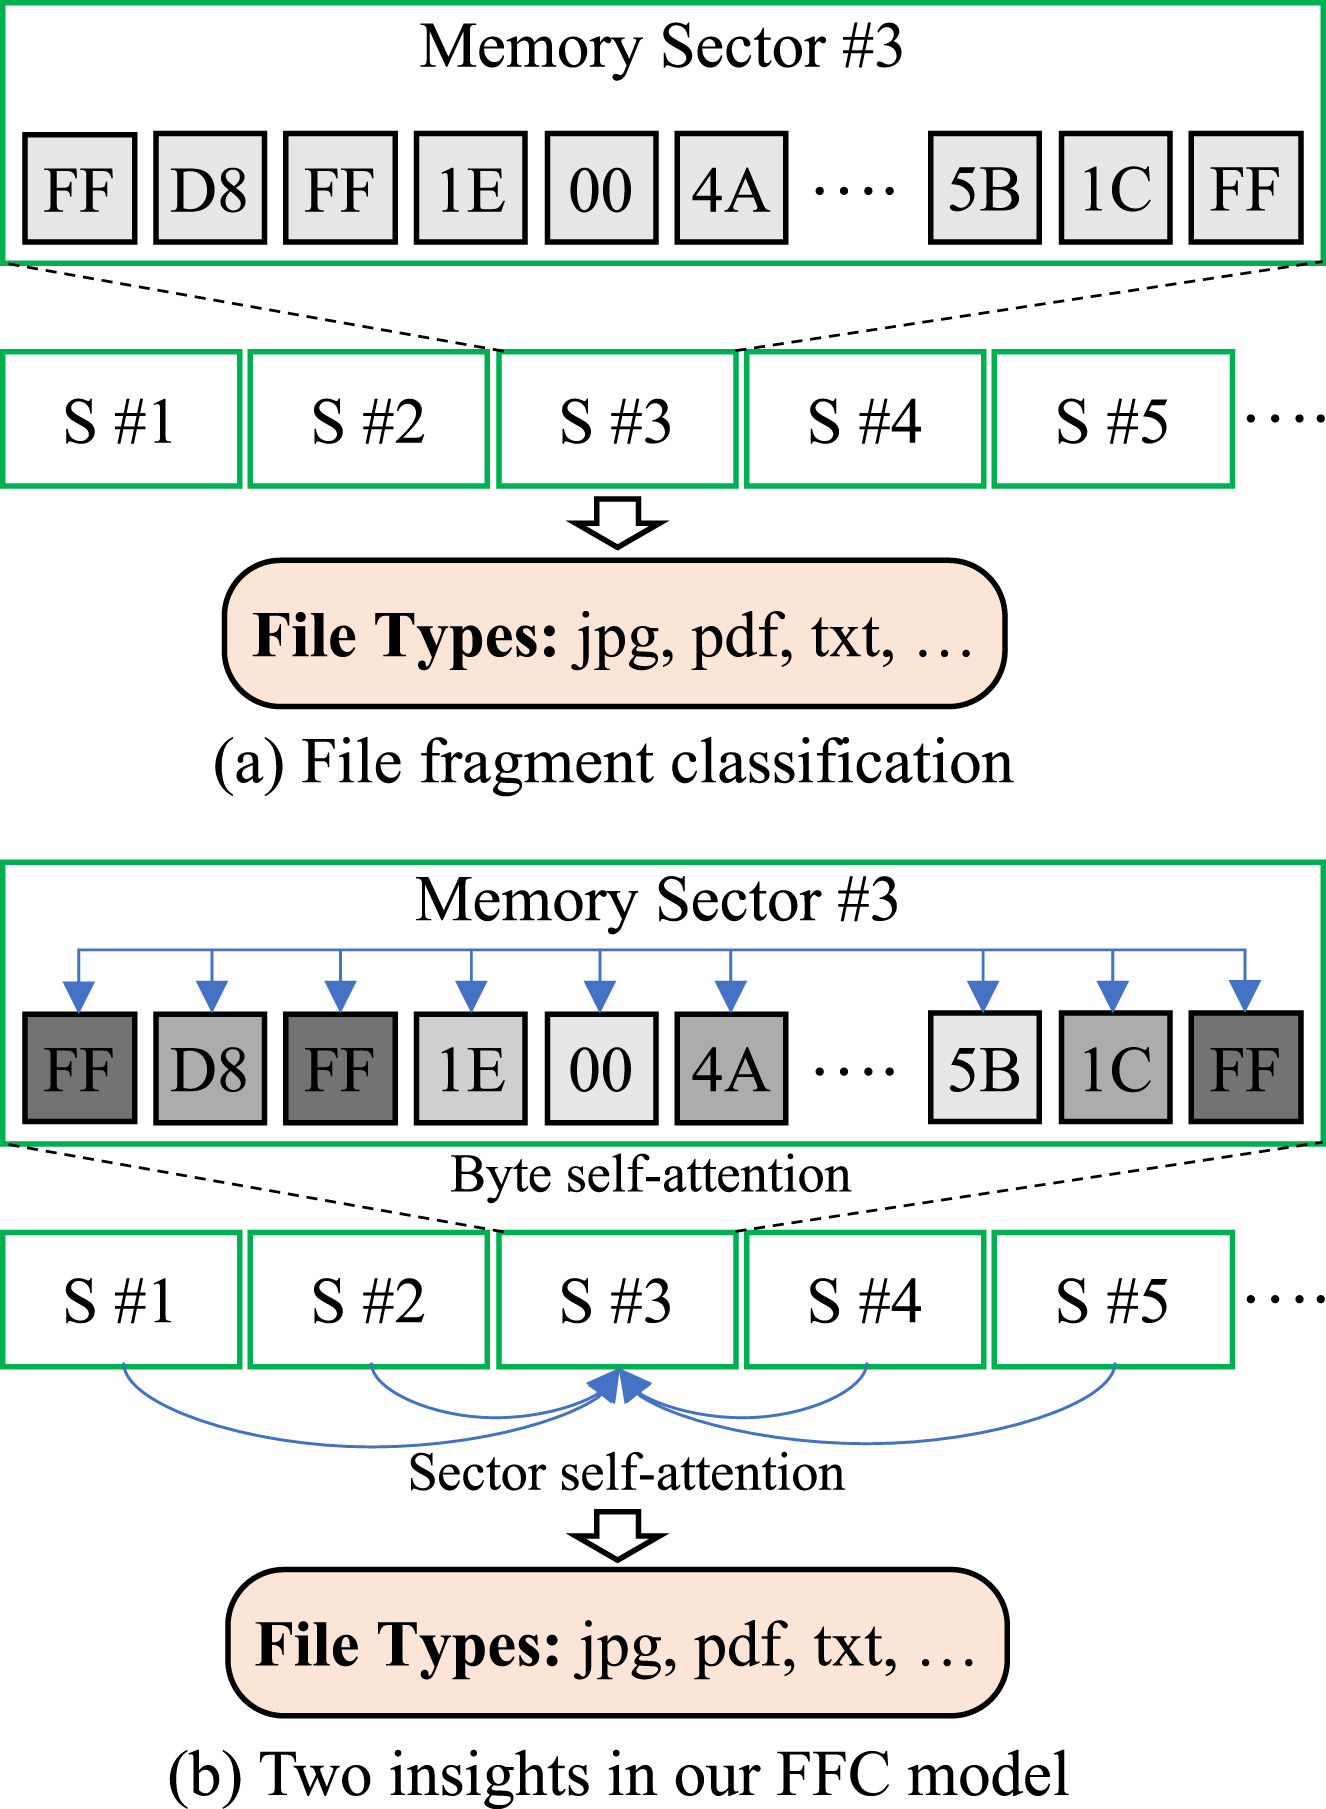 Memory Sector #3
FF D8 FF 1E 00 4A ···· 5B 1C FF
S #1 S #2 S #3 S #4 S #5 ····
File Types: jpg, pdf, txt, …
(a) File fragment classification
Memory Sector #3
FF D8 FF 1E 00 4A ···· 5B 1C FF
Byte self-attention
S #1 S #2 S #3 S #4 S #5 ····
Sector self-attention
File Types: jpg, pdf, txt, …
(b) Two insights in our FFC model